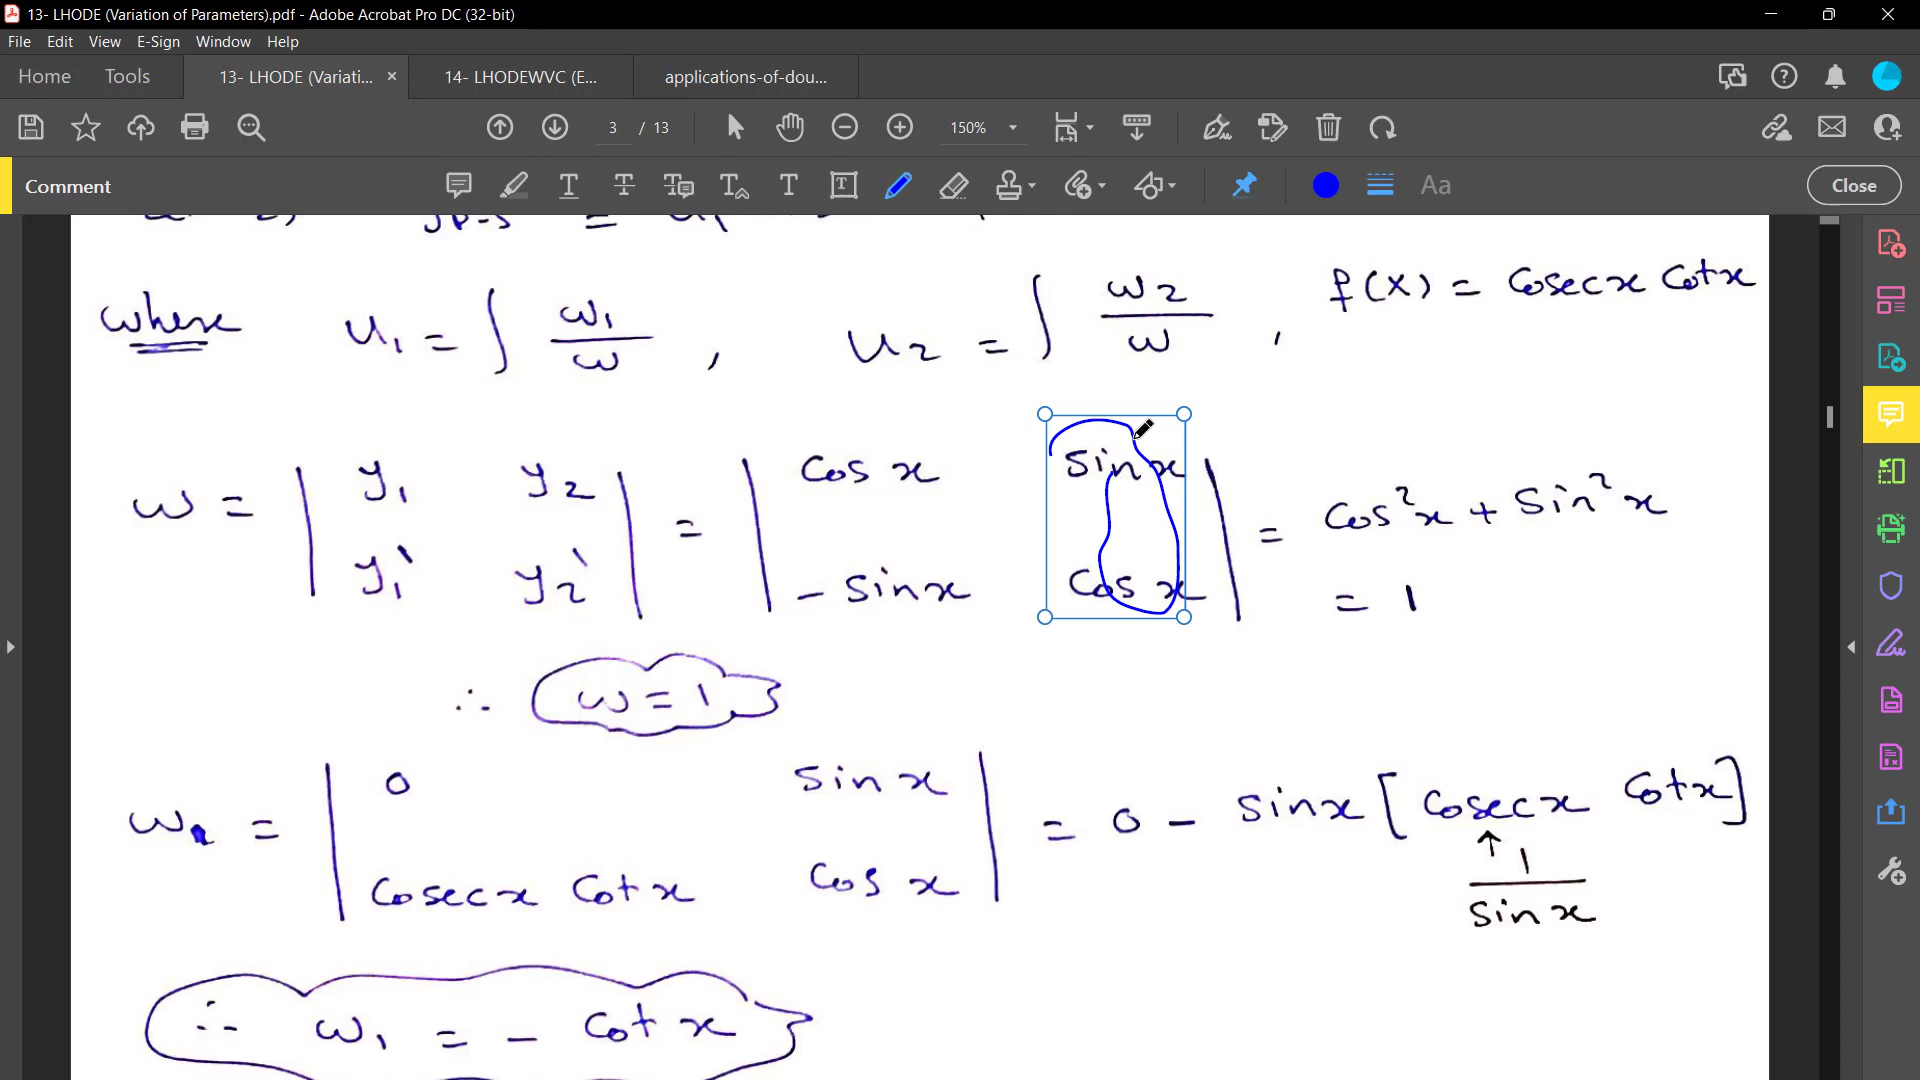 13- LHODE (Variation of Parameters).pdf - Adobe Acrobat Pro DC (32-bit)
File Edit View E-Sign Window Help
Home Tools 13- LHODE (Variati... × 14- LHODEWVC (E... applications-of-dou...
3 / 13 150%
Comment Aa Close
where u₁ = ∫ w₁/w , u₂ = ∫ w₂/w , f(x) = Cosecx Cotx
w = | y₁ y₂ | = | Cos x Sinx | = Cos²x + Sin²x
| y₁' y₂' | | - Sinx Cos x | = 1
∴ w = 1
w₁ = | 0 Sin x | = 0 - Sinx [Cosecx Cotx]
| Cosecx Cotx Cos x | ↑ 1/Sinx
∴ w₁ = - Cot x